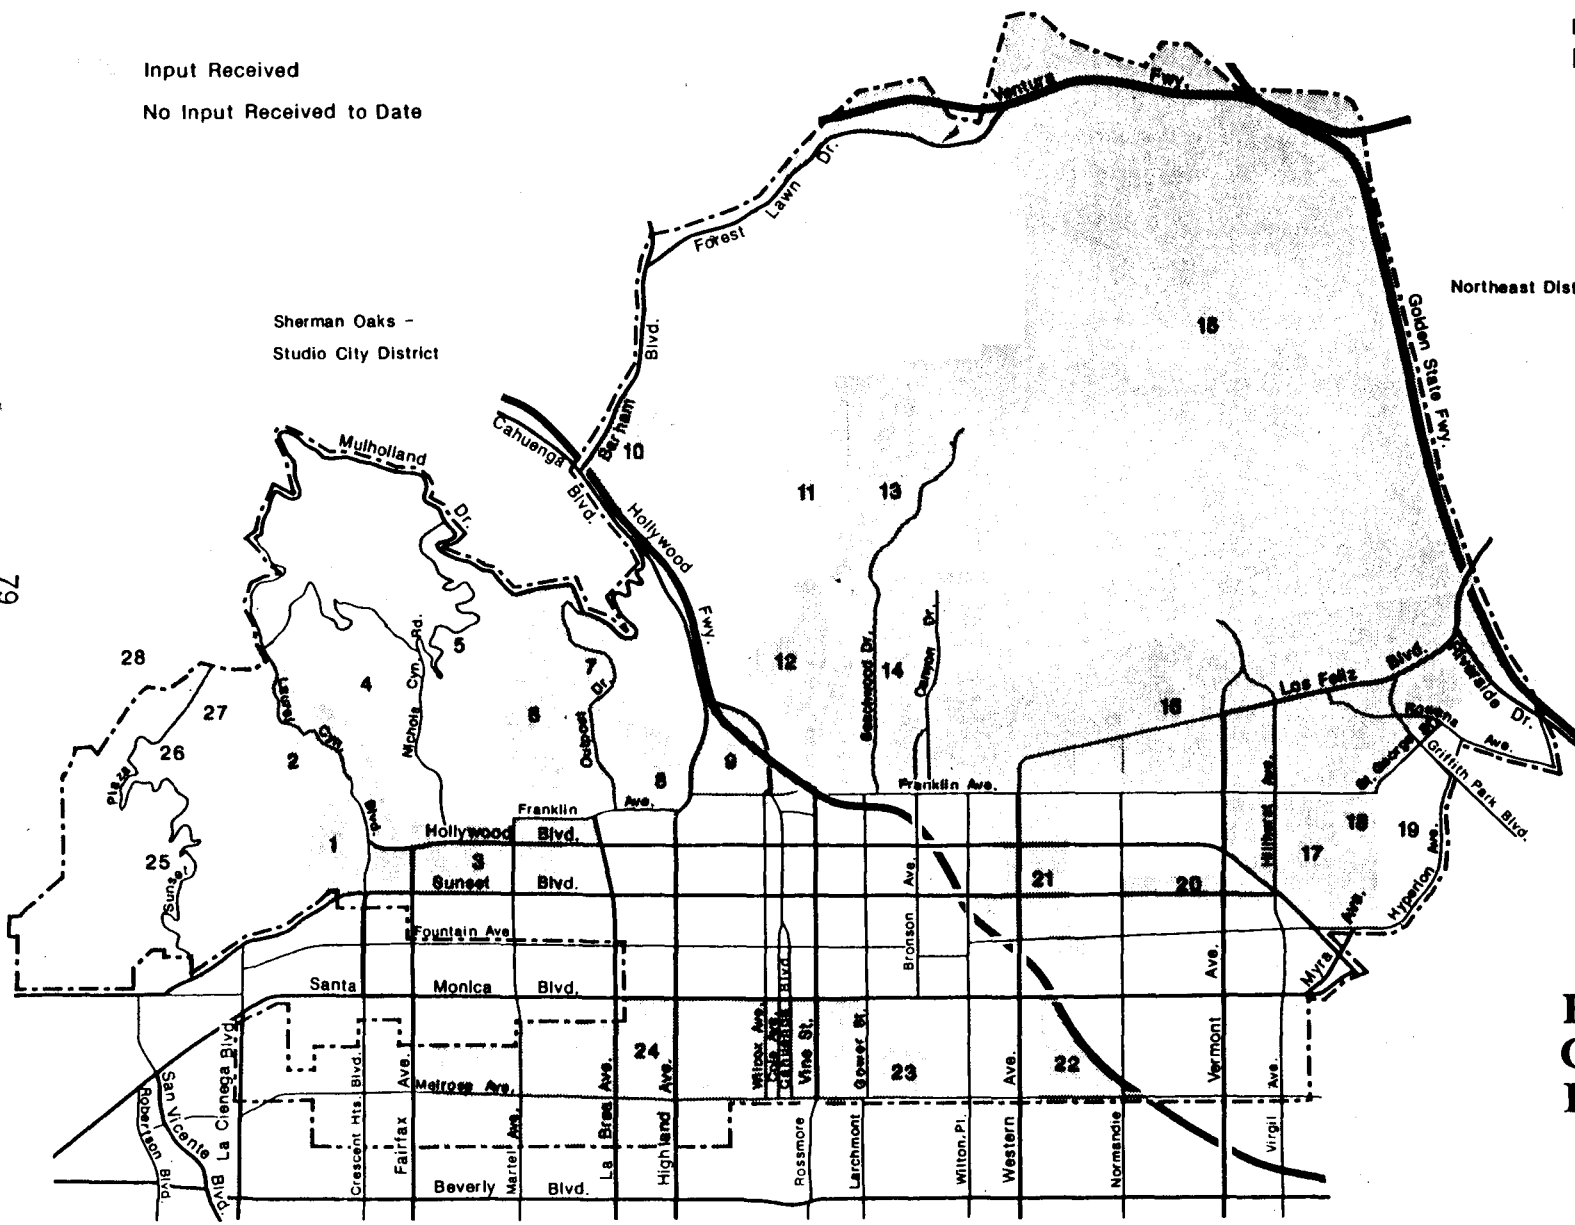 Input Received
No Input Received to Date
Ventura Fwy.
Forest Lawn Dr.
Northeast Dist
Sherman Oaks –
Studio City District
15
Golden State Fwy.
Barham Blvd.
Cahuenga Blvd.
10
Mulholland Dr.
Hollywood Fwy.
11
13
79
28
27
26
25
4
5
7
12
14
16
2
1
9
Laurel Cyn. Blvd.
Nichols Cyn. Rd.
Outpost Dr.
Beechwood Dr.
Canyon Dr.
Los Feliz Blvd.
Riverside Dr.
Rowena Ave.
St. George
Griffith Park Blvd.
Plaza
Sunset
Franklin Ave.
Franklin Ave.
Hollywood Blvd.
Sunset Blvd.
Hillhurst Ave.
17
18
19
20
21
Hyperion Ave.
Myra Ave.
Fountain Ave
Bronson Ave.
Santa Monica Blvd.
Vermont Ave.
Wilcox Ave.
Cole Ave.
Cahuenga Blvd.
Vine St.
Gower St.
24
23
22
Melrose Ave.
San Vicente Blvd.
Robertson Blvd.
La Cienega Blvd.
Crescent Hts. Blvd.
Fairfax Ave.
Martel Ave.
La Brea Ave.
Highland Ave.
Rossmore
Larchmont
Wilton Pl.
Western Ave.
Normandie
Virgil Ave.
Beverly Blvd.